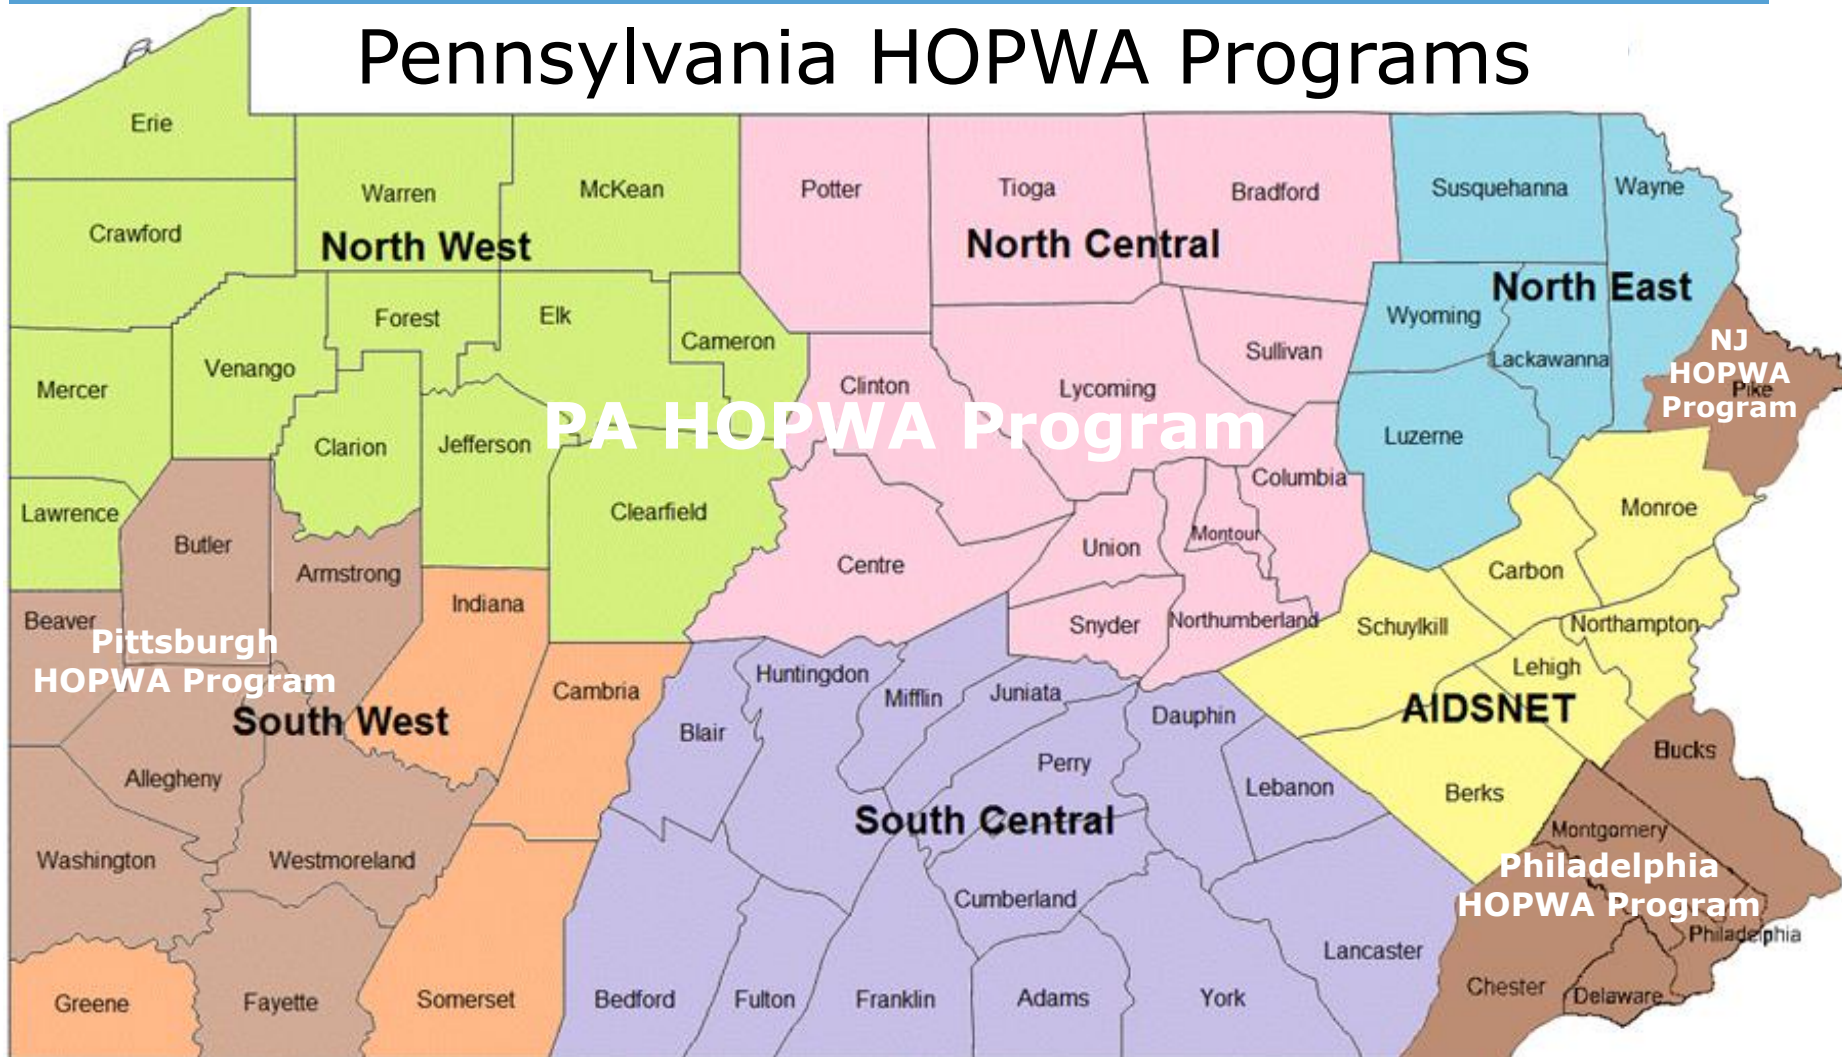 Pennsylvania HOPWA Programs
Erie
Warren
McKean
Potter
Tioga
Bradford
Susquehanna
Wayne
Crawford
North West
North Central
North East
Forest
Elk
Cameron
Wyoming
Venango
Sullivan
Lackawanna
NJ
HOPWA
Pike
Program
Mercer
Clinton
Lycoming
PA HOPWA Program
Clarion
Jefferson
Luzerne
Columbia
Lawrence
Clearfield
Monroe
Butler
Montour
Union
Armstrong
Centre
Carbon
Indiana
Beaver
Snyder
Northumberland
Schuylkill
Northampton
Pittsburgh
HOPWA Program
Huntingdon
Lehigh
Cambria
Mifflin
Juniata
AIDSNET
South West
Blair
Dauphin
Bucks
Allegheny
Perry
Lebanon
Berks
South Central
Montgomery
Washington
Westmoreland
Philadelphia
HOPWA Program
Cumberland
Philadelphia
Lancaster
Greene
Fayette
Somerset
Bedford
Fulton
Franklin
Adams
York
Chester
Delaware